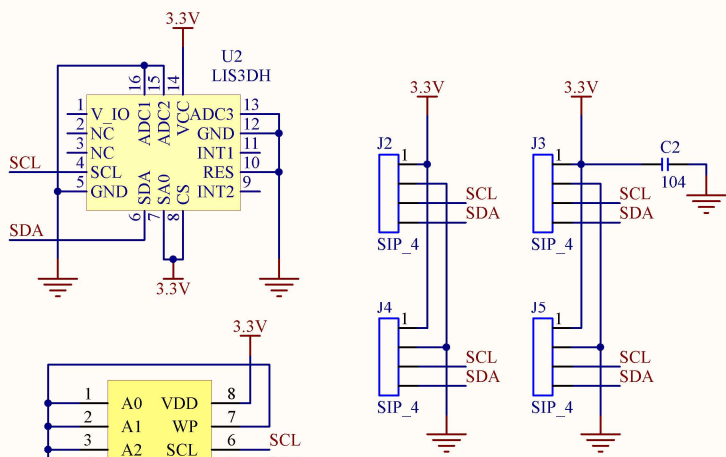 3.3V
U2
LIS3DH
16
15
14
ADC1
ADC2
VCC
1
V_IO
ADC3
13
2
NC
GND
12
3
NC
INT1
11
SCL
4
SCL
RES
10
5
GND
INT2
9
SDA
SA0
CS
6
7
8
SDA
3.3V
3.3V
J2
1
SCL
SDA
SIP_4
J4
1
SCL
SDA
SIP_4
3.3V
J3
1
C2
104
SCL
SDA
SIP_4
J5
1
SCL
SDA
SIP_4
3.3V
1
A0
VDD
8
2
A1
WP
7
3
A2
SCL
6
SCL